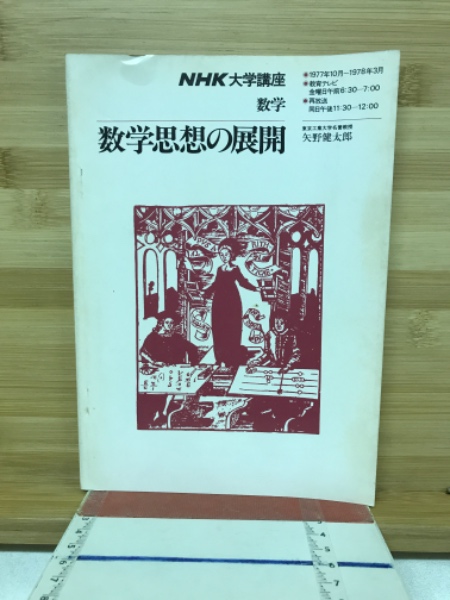 NHK大学講座
数学
数学思想の展開
●1977年10月－1978年3月
●教育テレビ
金曜日午前6:30－7:00
●再放送
同日午後11:30－12:00
東京工業大学名誉教授
矢野健太郎